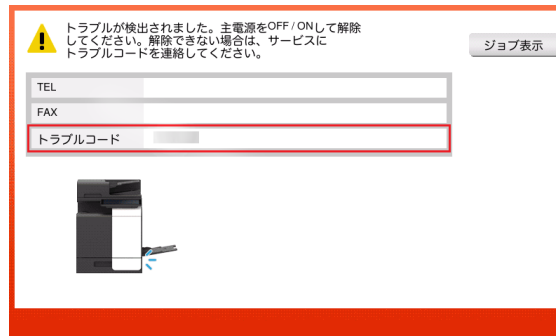 トラブルが検出されました。主電源をOFF / ONして解除
してください。解除できない場合は、サービスに
トラブルコードを連絡してください。
ジョブ表示
TEL
FAX
トラブルコード